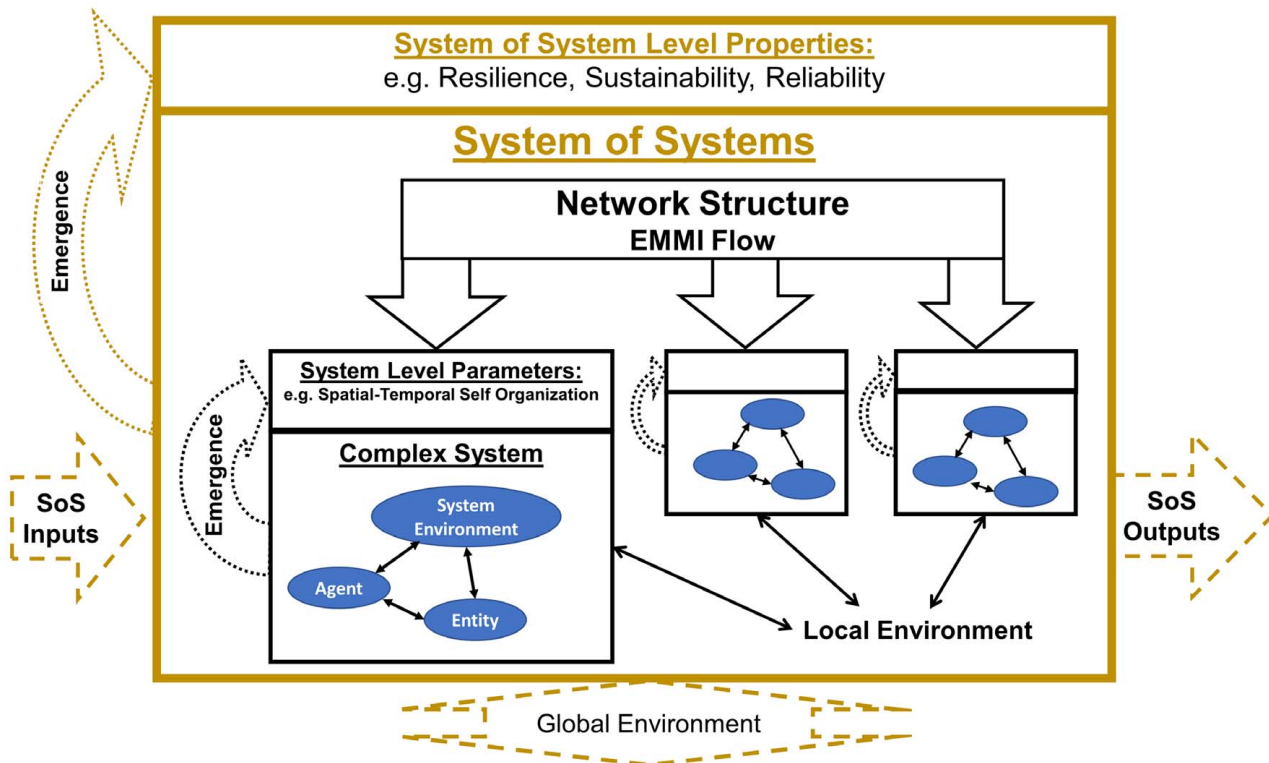 System of System Level Properties:
e.g. Resilience, Sustainability, Reliability
System of Systems
Emergence
Network Structure
EMMI Flow
System Level Parameters:
e.g. Spatial-Temporal Self Organization
Emergence
Complex System
System
Environment
Agent
Entity
SoS
Inputs
SoS
Outputs
Local Environment
Global Environment